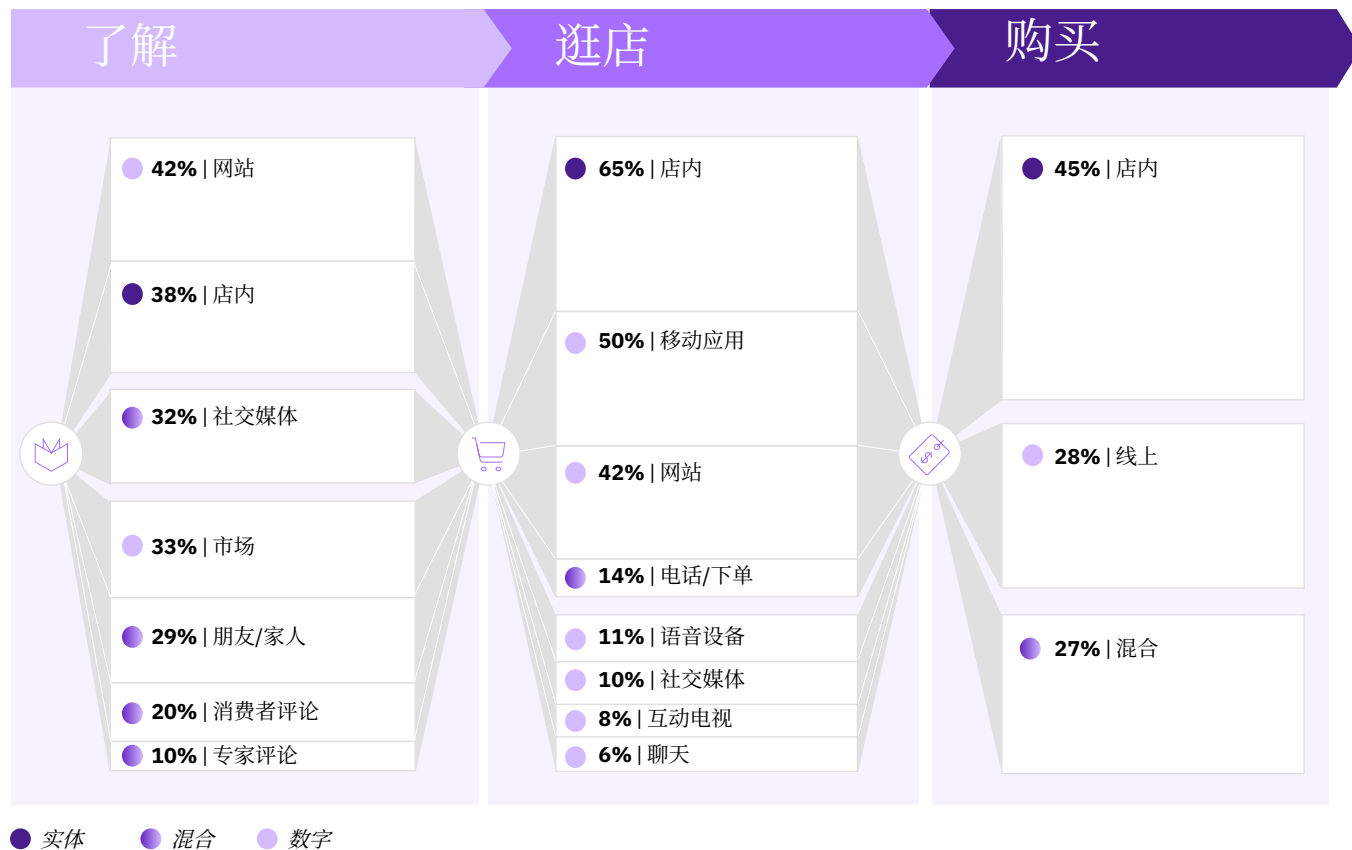 了解
逛店
购买
42% | 网站
38% | 店内
32% | 社交媒体
33% | 市场
29% | 朋友/家人
20% | 消费者评论
10% | 专家评论
65% | 店内
50% | 移动应用
42% | 网站
14% | 电话/下单
11% | 语音设备
10% | 社交媒体
8% | 互动电视
6% | 聊天
45% | 店内
28% | 线上
27% | 混合
$
实体
混合
数字